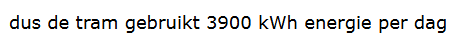 dus de tram gebruikt 3900 kWh energie per dag